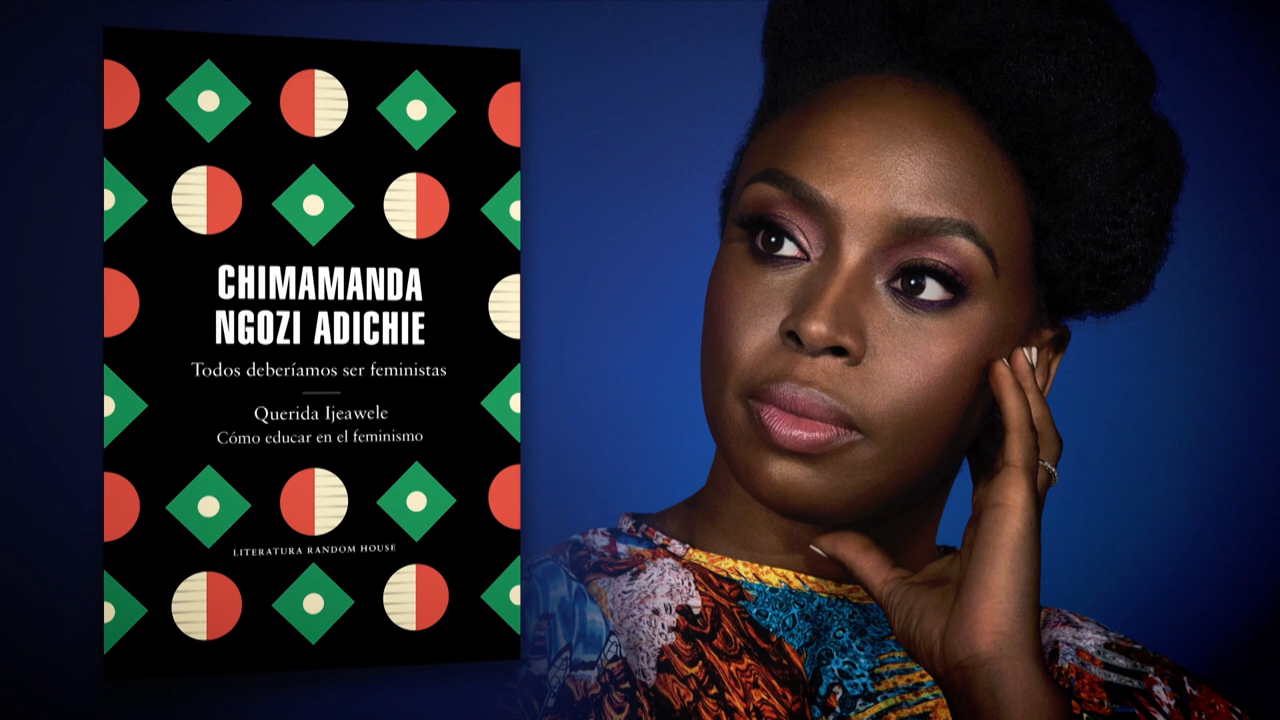 CHIMAMANDA
NGOZI ADICHIE
Todos deberíamos ser feministas
Querida Ijeawele
Cómo educar en el feminismo
LITERATURA RANDOM HOUSE